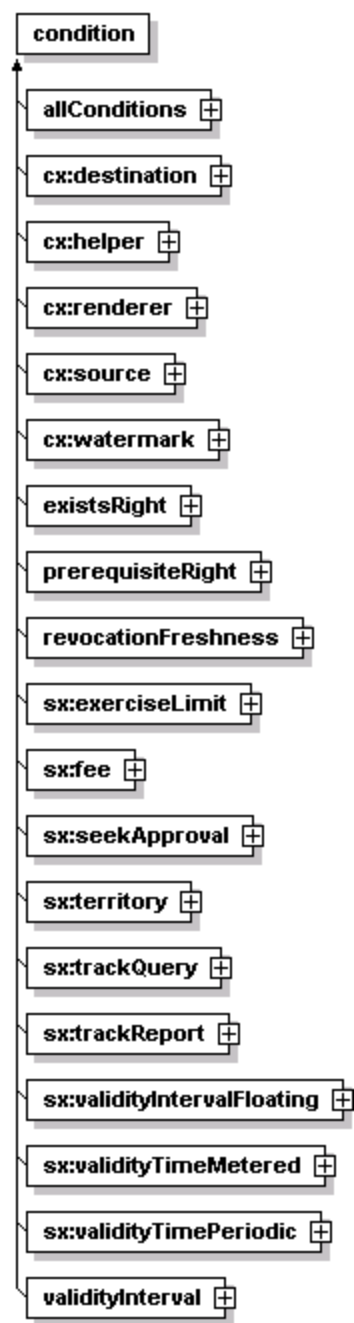 condition
allConditions
cx:destination
cx:helper
cx:renderer
cx:source
cx:watermark
existsRight
prerequisiteRight
revocationFreshness
sx:exerciseLimit
sx:fee
sx:seekApproval
sx:territory
sx:trackQuery
sx:trackReport
sx:validityIntervalFloating
sx:validityTimeMetered
sx:validityTimePeriodic
validityInterval